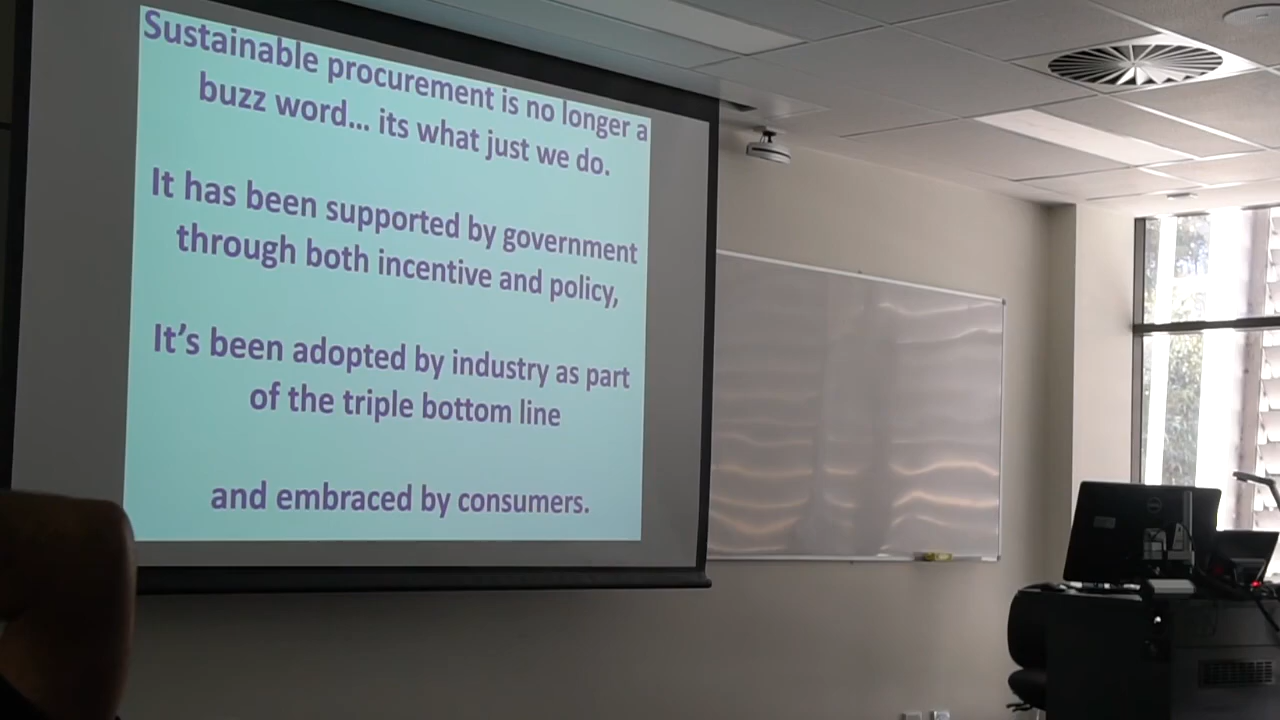 Sustainable procurement is no longer a
buzz word... its what just we do.
It has been supported by government
through both incentive and policy,
It's been adopted by industry as part
of the triple bottom line
and embraced by consumers.